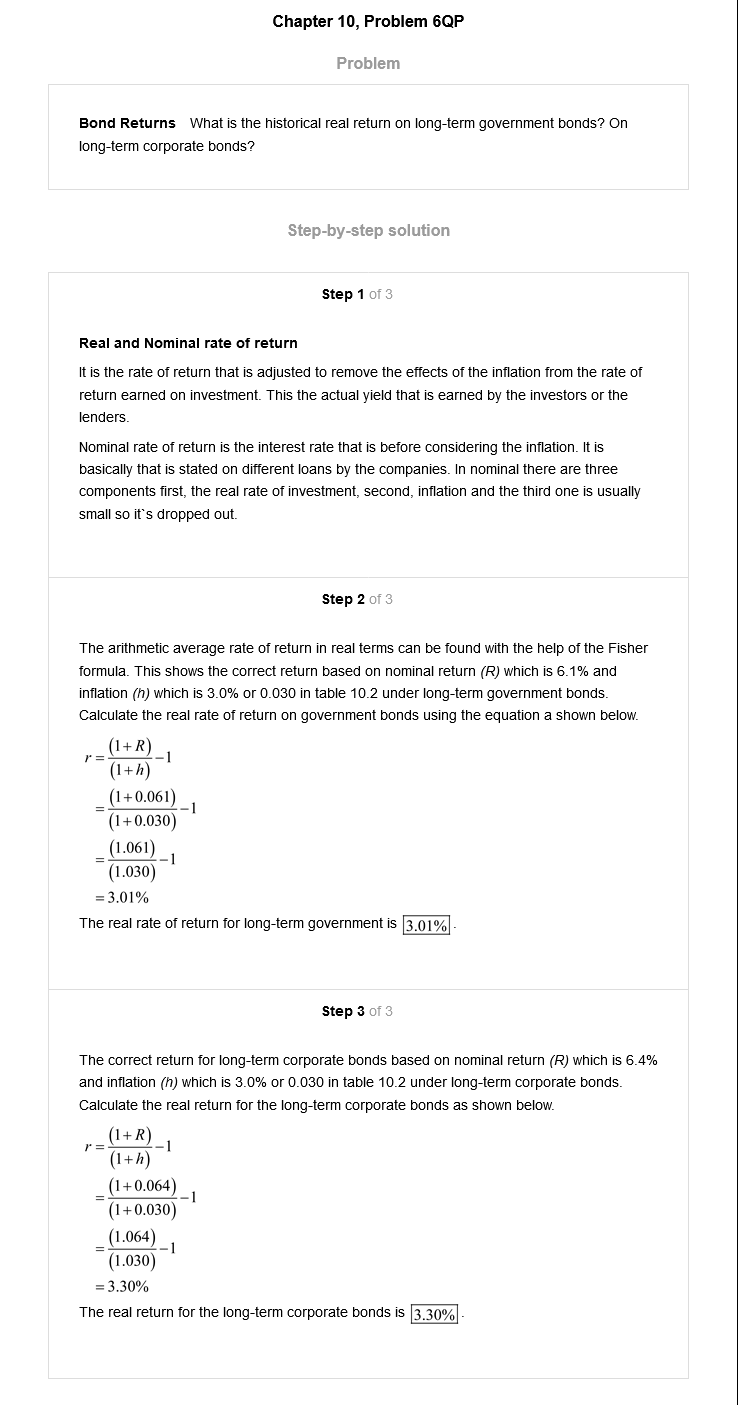 Chapter 10, Problem 6QP
Problem
Bond Returns What is the historical real return on long-term government bonds? On
long-term corporate bonds?
Step-by-step solution
Step 1 of 3
Real and Nominal rate of return
It is the rate of return that is adjusted to remove the effects of the inflation from the rate of
return earned on investment. This the actual yield that is earned by the investors or the
lenders.
Nominal rate of return is the interest rate that is before considering the inflation. It is
basically that is stated on different loans by the companies. In nominal there are three
components first, the real rate of investment, second, inflation and the third one is usually
small so it`s dropped out.
Step 2 of 3
The arithmetic average rate of return in real terms can be found with the help of the Fisher
formula. This shows the correct return based on nominal return (R) which is 6.1% and
inflation (h) which is 3.0% or 0.030 in table 10.2 under long-term government bonds.
Calculate the real rate of return on government bonds using the equation a shown below.
r = (1+R)/(1+h) − 1
= (1+0.061)/(1+0.030) − 1
= (1.061)/(1.030) − 1
= 3.01%
The real rate of return for long-term government is 3.01%.
Step 3 of 3
The correct return for long-term corporate bonds based on nominal return (R) which is 6.4%
and inflation (h) which is 3.0% or 0.030 in table 10.2 under long-term corporate bonds.
Calculate the real return for the long-term corporate bonds as shown below.
r = (1+R)/(1+h) − 1
= (1+0.064)/(1+0.030) − 1
= (1.064)/(1.030) − 1
= 3.30%
The real return for the long-term corporate bonds is 3.30%.